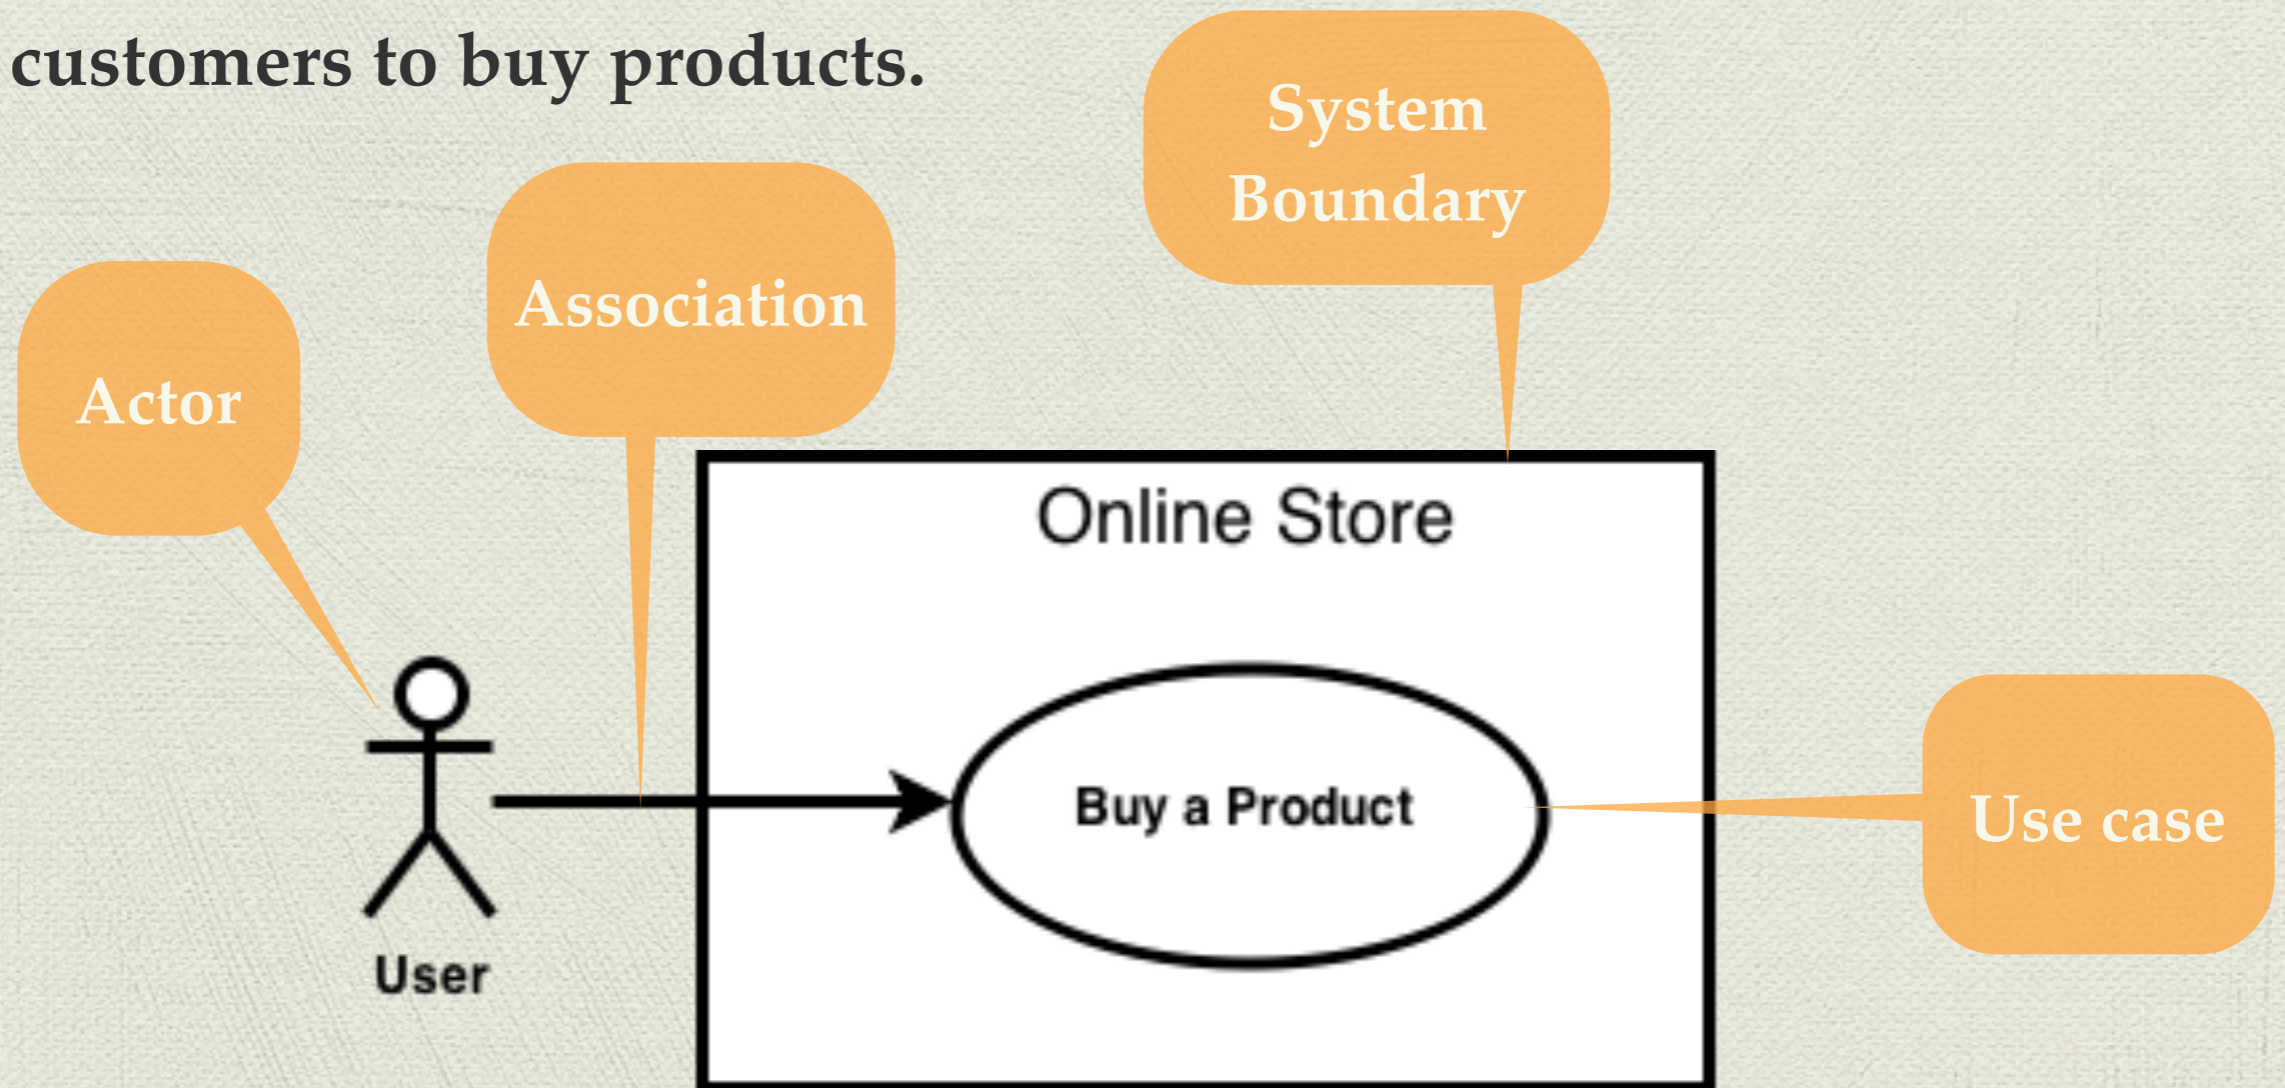 customers to buy products.
System
Boundary
Association
Actor
Online Store
Buy a Product
Use case
User